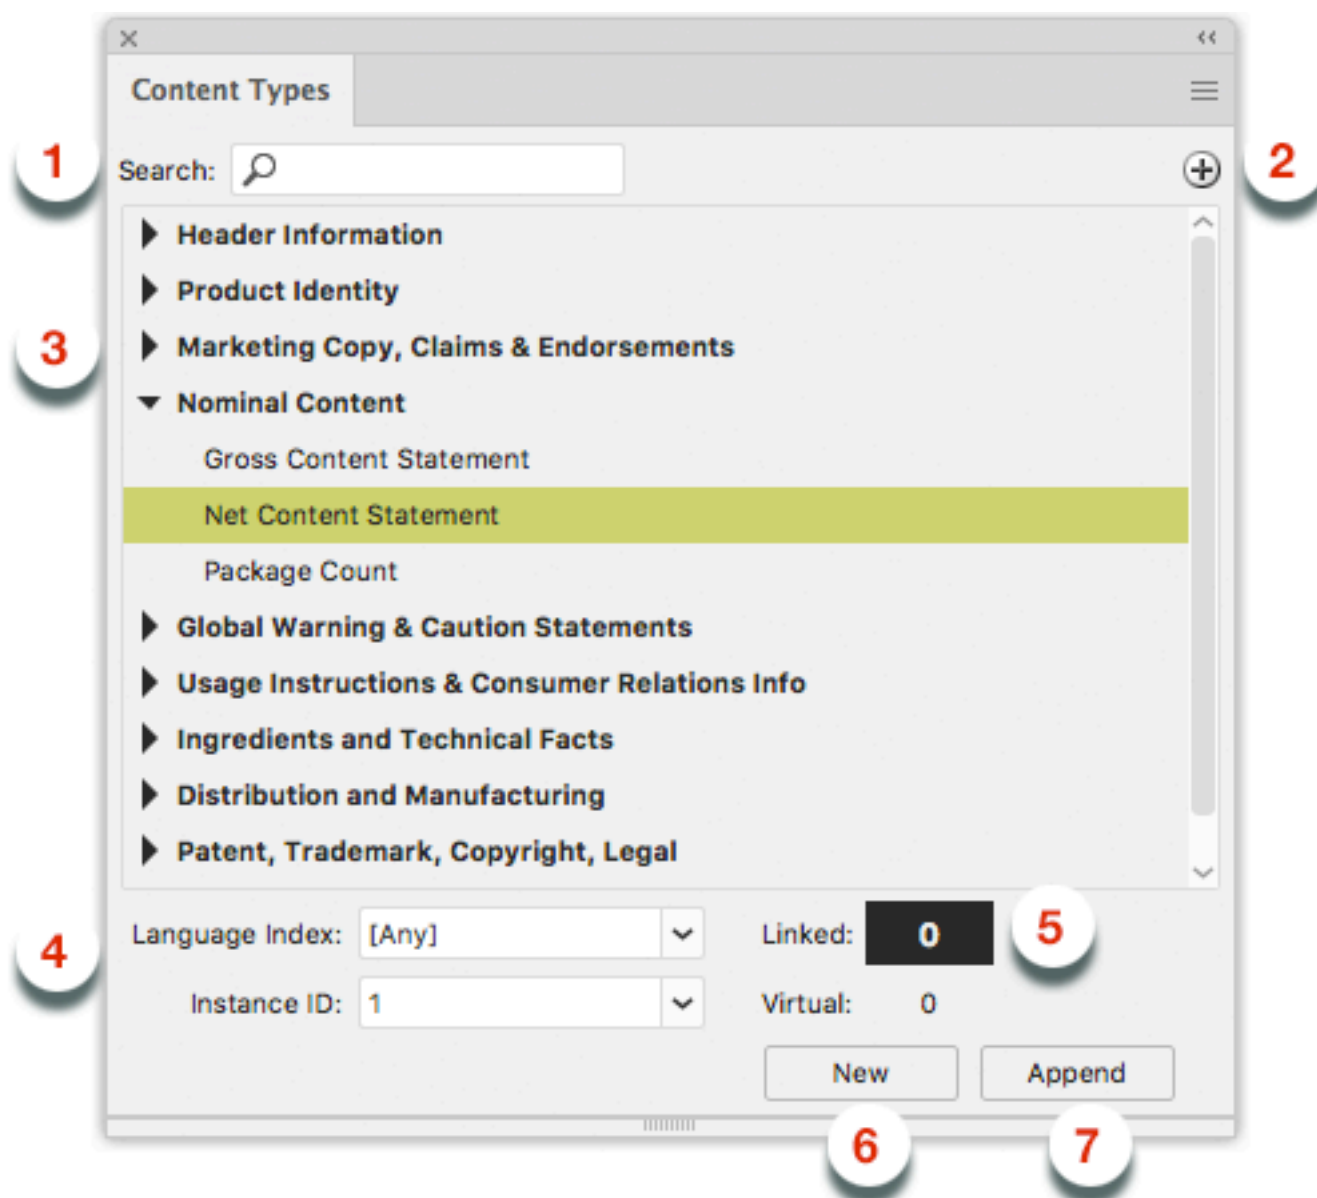 Content Types
1
Search:
2
Header Information
Product Identity
3
Marketing Copy, Claims & Endorsements
Nominal Content
Gross Content Statement
Net Content Statement
Package Count
Global Warning & Caution Statements
Usage Instructions & Consumer Relations Info
Ingredients and Technical Facts
Distribution and Manufacturing
Patent, Trademark, Copyright, Legal
4
Language Index: [Any]
Linked: 0
5
Instance ID: 1
Virtual: 0
New
Append
6
7